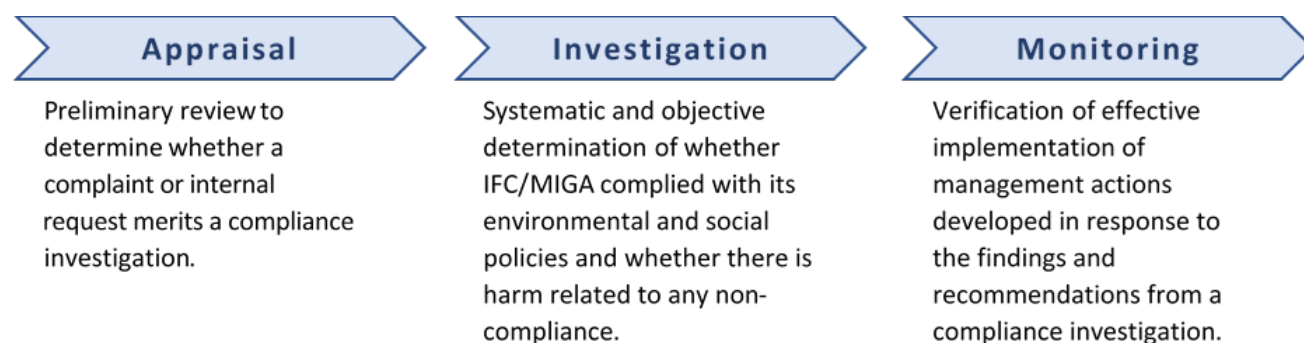 Appraisal
Preliminary review to
determine whether a
complaint or internal
request merits a compliance
investigation.
Investigation
Systematic and objective
determination of whether
IFC/MIGA complied with its
environmental and social
policies and whether there is
harm related to any non-
compliance.
Monitoring
Verification of effective
implementation of
management actions
developed in response to
the findings and
recommendations from a
compliance investigation.